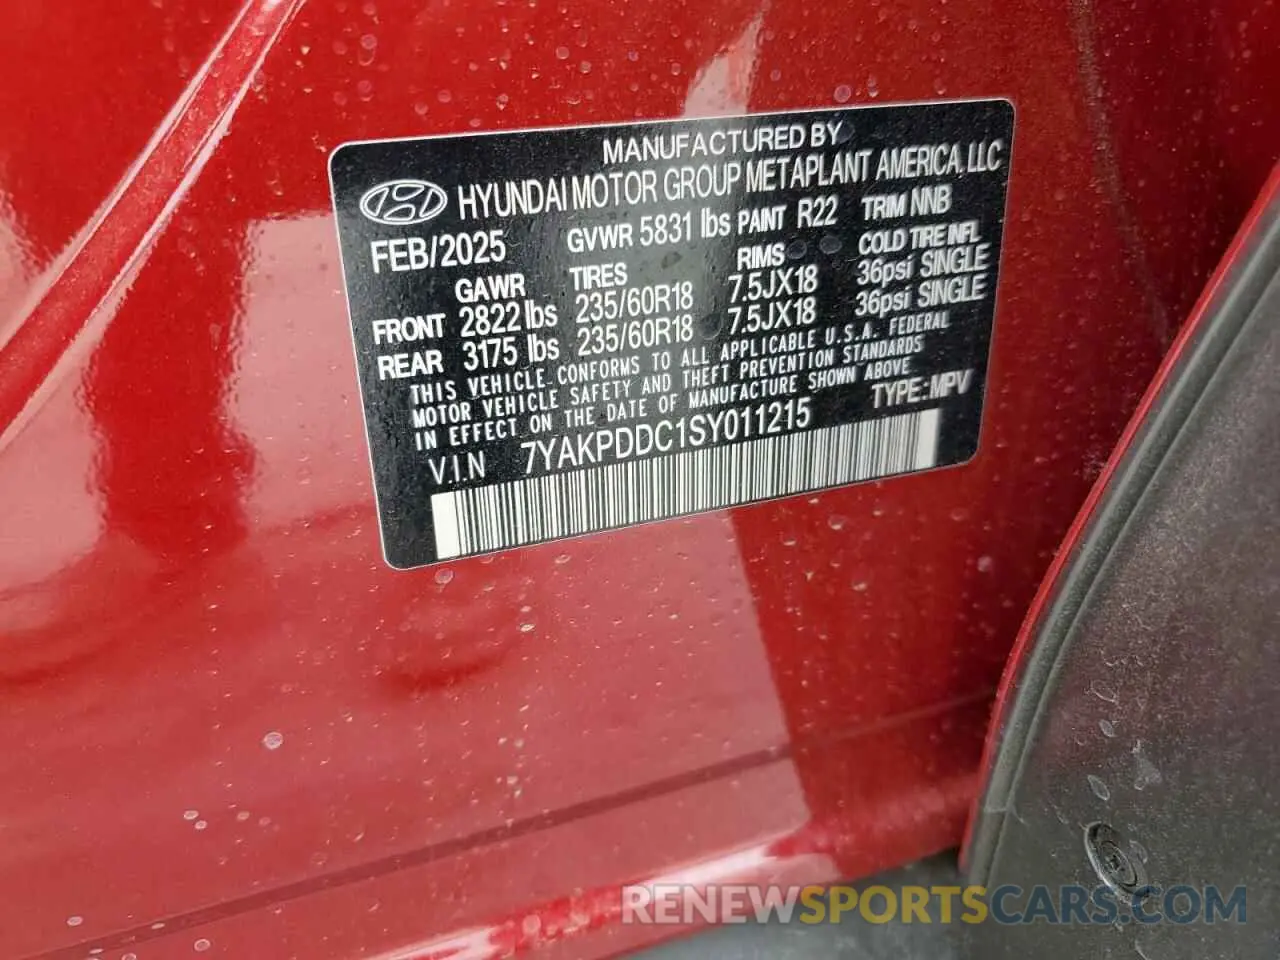 MANUFACTURED BY
HYUNDAI MOTOR GROUP METAPLANT AMERICA, LLC
FEB/2025 GVWR 5831 lbs PAINT R22 TRIM NNB
GAWR TIRES RIMS COLD TIRE INFL
FRONT 2822 lbs 235/60R18 7.5JX18 36psi SINGLE
REAR 3175 lbs 235/60R18 7.5JX18 36psi SINGLE
THIS VEHICLE CONFORMS TO ALL APPLICABLE U.S.A. FEDERAL
MOTOR VEHICLE SAFETY AND THEFT PREVENTION STANDARDS
IN EFFECT ON THE DATE OF MANUFACTURE SHOWN ABOVE
V.I.N 7YAKPDDC1SY011215 TYPE:MPV
RENEWSPORTSCARS.COM